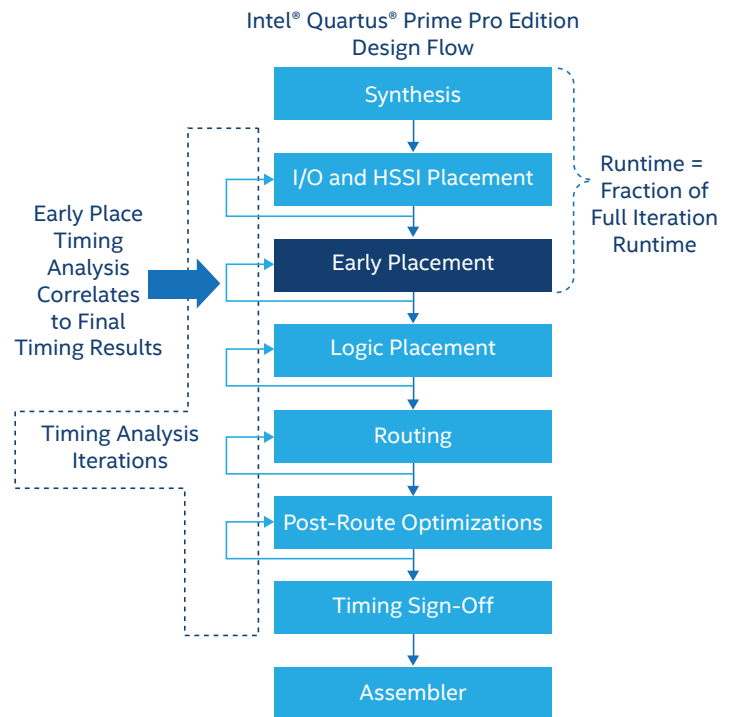 Intel® Quartus® Prime Pro Edition
Design Flow
Synthesis
I/O and HSSI Placement
Runtime =
Fraction of
Full Iteration
Runtime
Early Place
Timing
Analysis
Correlates
to Final
Timing Results
Early Placement
Logic Placement
Timing Analysis
Iterations
Routing
Post-Route Optimizations
Timing Sign-Off
Assembler